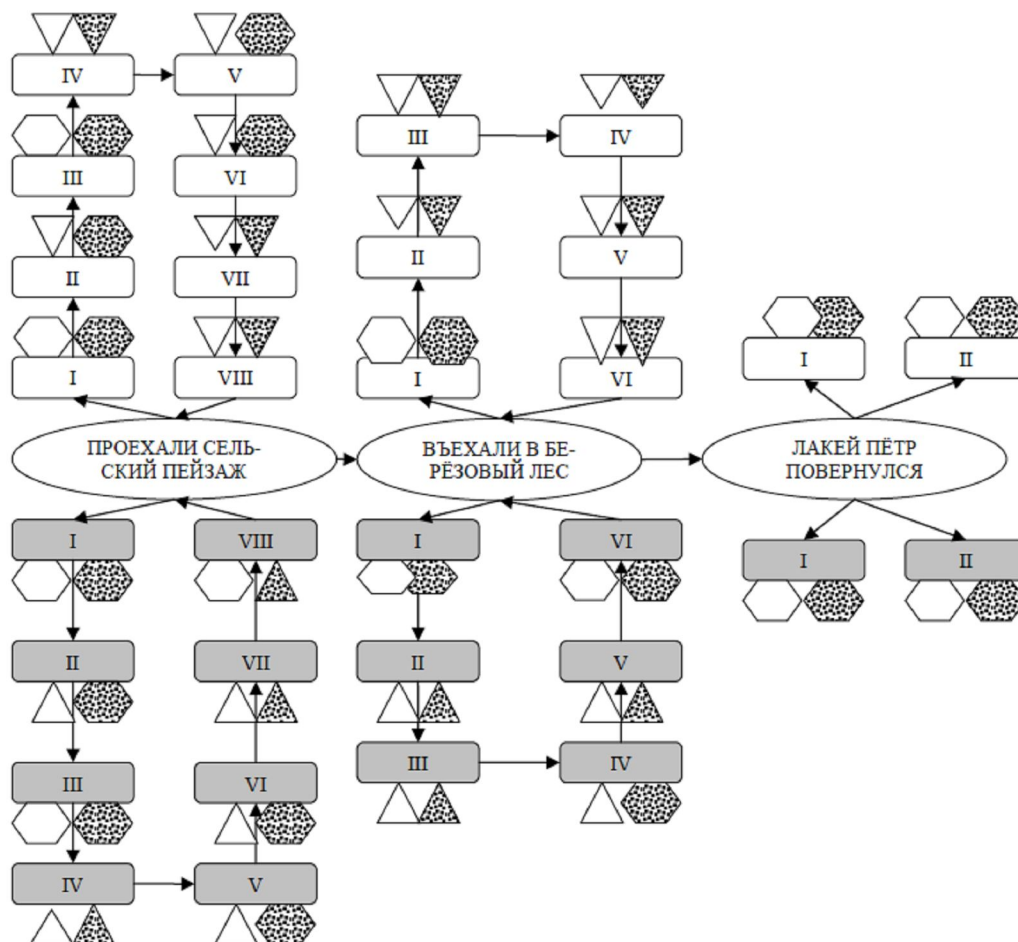 IV V
III IV
III VI
II V
II VII
I II
I VIII
I VI
ПРОЕХАЛИ СЕЛЬ-
СКИЙ ПЕЙЗАЖ
ВЪЕХАЛИ В БЕ-
РЁЗОВЫЙ ЛЕС
ЛАКЕЙ ПЁТР
ПОВЕРНУЛСЯ
I VIII
I VI
I II
II VII
II V
III IV
III VI
IV V